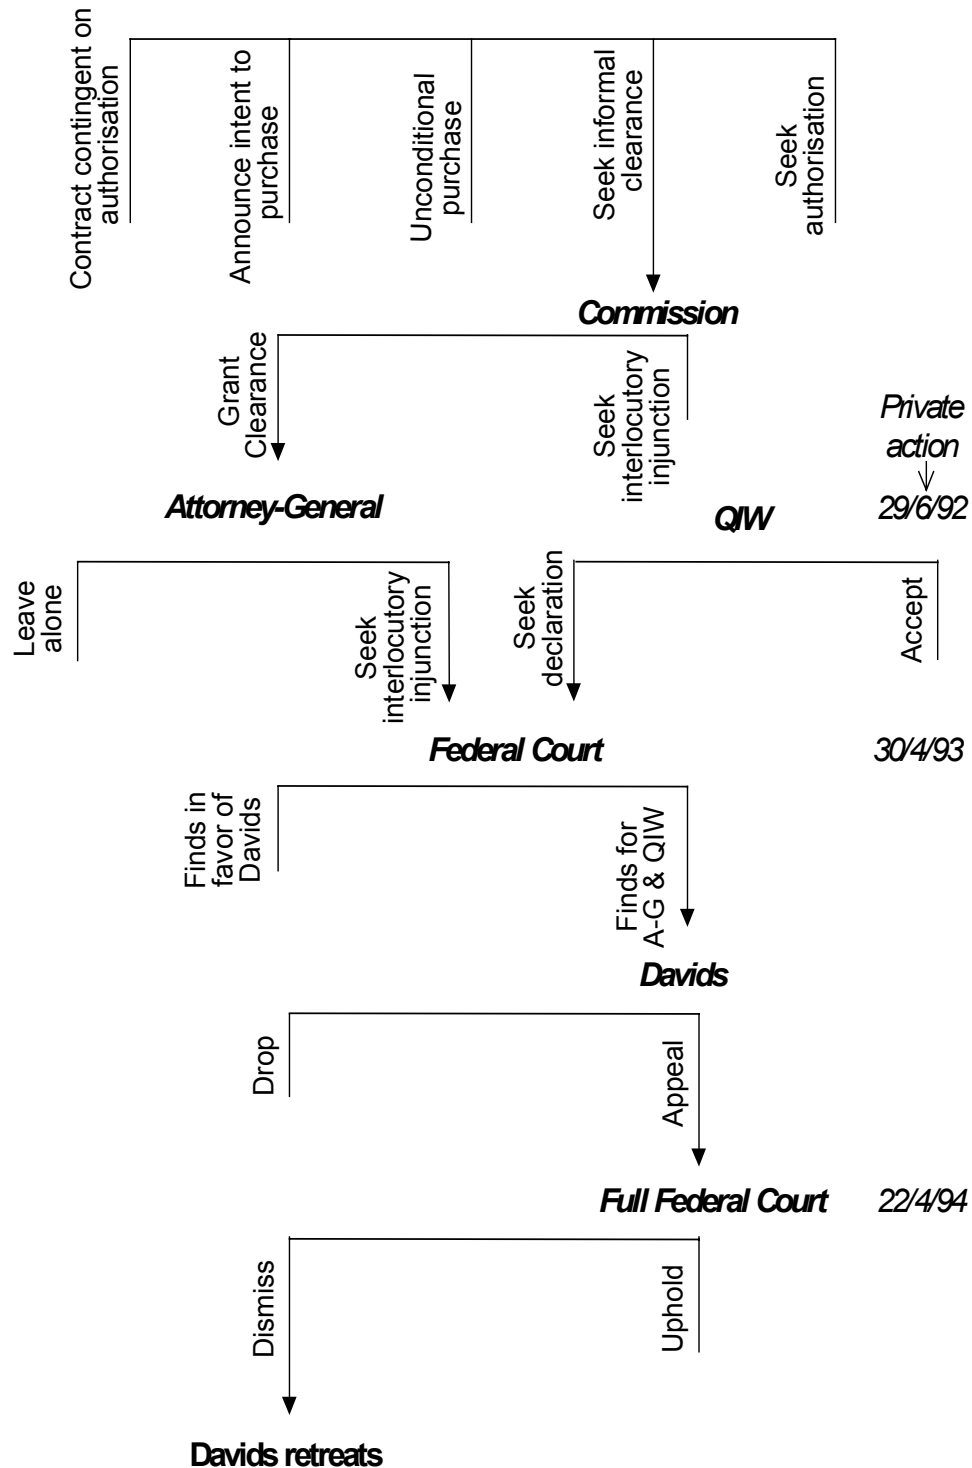 Contract contingent on
authorisation
Announce intent to
purchase
Unconditional
purchase
Seek informal
clearance
Seek
authorisation
Commission
Grant
Clearance
Seek
interlocutory
injunction
Private
action
Attorney-General
QIW
29/6/92
Leave
alone
Seek
interlocutory
injunction
Seek
declaration
Accept
Federal Court
30/4/93
Finds in
favor of
Davids
Finds for
A-G & QIW
Davids
Drop
Appeal
Full Federal Court
22/4/94
Dismiss
Uphold
Davids retreats